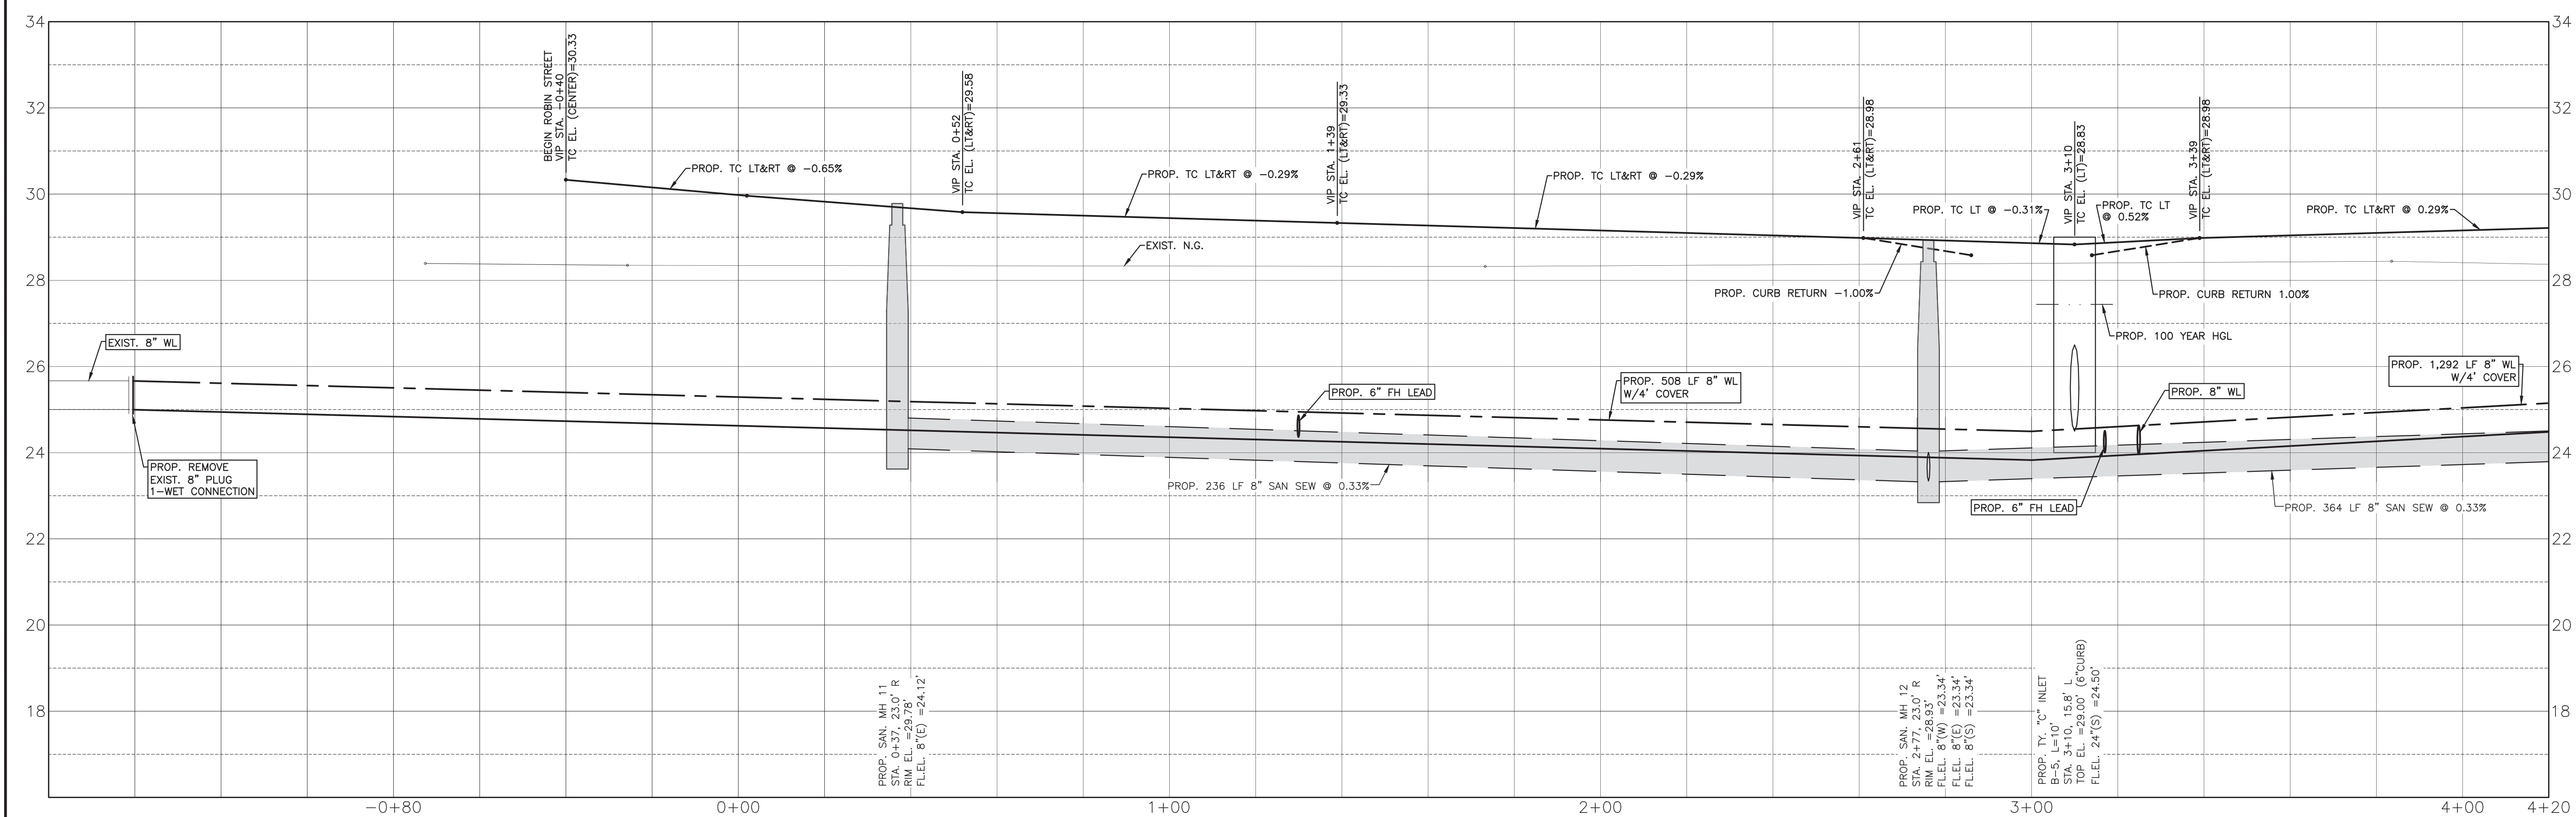 34
32
30
28
26
24
22
20
18
34
32
30
28
26
24
22
20
18
BEGIN ROBIN STREET
VIP STA. -0+40
TC EL. (CENTER)=30.33
VIP STA. 0+52
TC EL. (LT&RT)=29.58
VIP STA. 1+39
TC EL. (LT&RT)=29.33
VIP STA. 2+61
TC EL. (LT&RT)=28.98
VIP STA. 3+10
TC EL. (LT)=28.83
VIP STA. 3+39
TC EL. (LT&RT)=28.98
PROP. TC LT&RT @ -0.65%
PROP. TC LT&RT @ -0.29%
PROP. TC LT&RT @ -0.29%
PROP. TC LT @ -0.31%
PROP. TC LT
@ 0.52%
PROP. TC LT&RT @ 0.29%
EXIST. N.G.
PROP. CURB RETURN -1.00%
PROP. CURB RETURN 1.00%
PROP. 100 YEAR HGL
EXIST. 8" WL
PROP. 6" FH LEAD
PROP. 508 LF 8" WL
W/4' COVER
PROP. 8" WL
PROP. 1,292 LF 8" WL
W/4' COVER
PROP. REMOVE
EXIST. 8" PLUG
1-WET CONNECTION
PROP. 236 LF 8" SAN SEW @ 0.33%
PROP. 6" FH LEAD
PROP. 364 LF 8" SAN SEW @ 0.33%
PROP. SAN. MH 11
STA. 0+37, 23.0' R
RIM EL. =29.78'
FL.EL. 8"(E) =24.12'
PROP. SAN. MH 12
STA. 2+77, 23.0' R
RIM EL. =28.93'
FL.EL. 8"(W) =23.34'
FL.EL. 8"(E) =23.34'
FL.EL. 8"(S) =23.34'
PROP. TY. "C" INLET
B-5, L=10'
STA. 3+10, 15.8' L
TOP EL. =29.00' (6"CURB)
FL.EL. 24"(S) =24.50'
-0+80
0+00
1+00
2+00
3+00
4+00
4+20